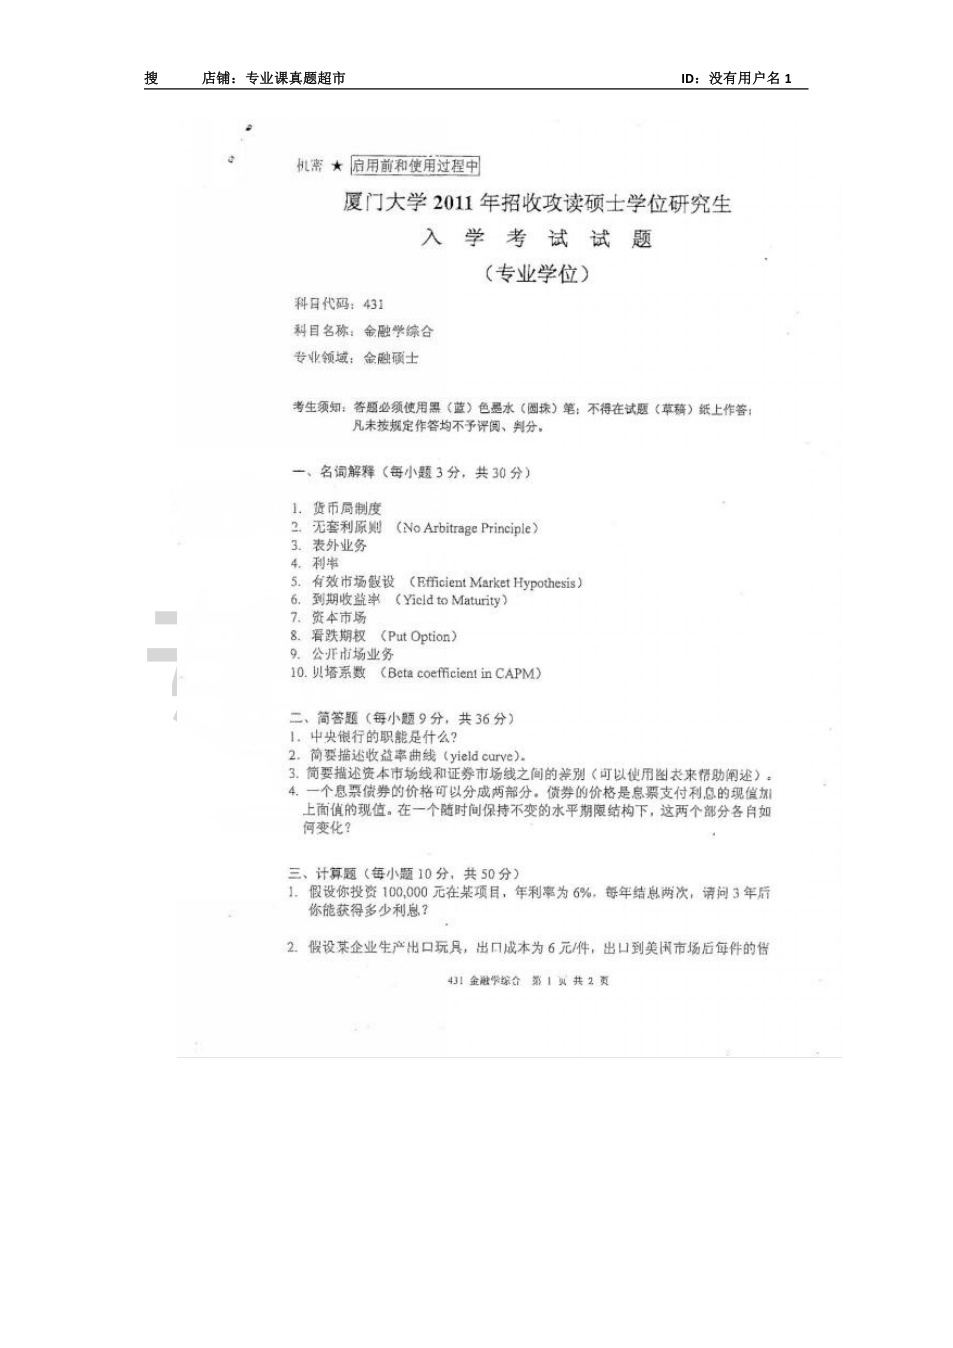 搜 店铺：专业课真题超市 ID：没有用户名 1
机密 ★ 启用前和使用过程中
厦门大学 2011 年招收攻读硕士学位研究生
入 学 考 试 试 题
（专业学位）
科目代码：431
科目名称：金融学综合
专业领域：金融硕士
考生须知：答题必须使用黑（蓝）色墨水（圆珠）笔；不得在试题（草稿）纸上作答；
凡未按规定作答均不予评阅、判分。
一、名词解释（每小题 3 分，共 30 分）
1. 货币局制度
2. 无套利原则 （No Arbitrage Principle）
3. 表外业务
4. 利率
5. 有效市场假设 （Efficient Market Hypothesis）
6. 到期收益率 （Yield to Maturity）
7. 资本市场
8. 看跌期权 （Put Option）
9. 公开市场业务
10. 贝塔系数 （Beta coefficient in CAPM）
二、简答题（每小题 9 分，共 36 分）
1. 中央银行的职能是什么？
2. 简要描述收益率曲线（yield curve）。
3. 简要描述资本市场线和证券市场线之间的差别（可以使用图表来帮助阐述）。
4. 一个息票债券的价格可以分成两部分。债券的价格是息票支付利息的现值加
上面值的现值。在一个随时间保持不变的水平期限结构下，这两个部分各自如
何变化？
三、计算题（每小题 10 分，共 50 分）
1. 假设你投资 100,000 元在某项目，年利率为 6%，每年结息两次，请问 3 年后
你能获得多少利息？
2. 假设某企业生产出口玩具，出口成本为 6 元/件，出口到美国市场后每件的售
431 金融学综合 第 1 页 共 2 页